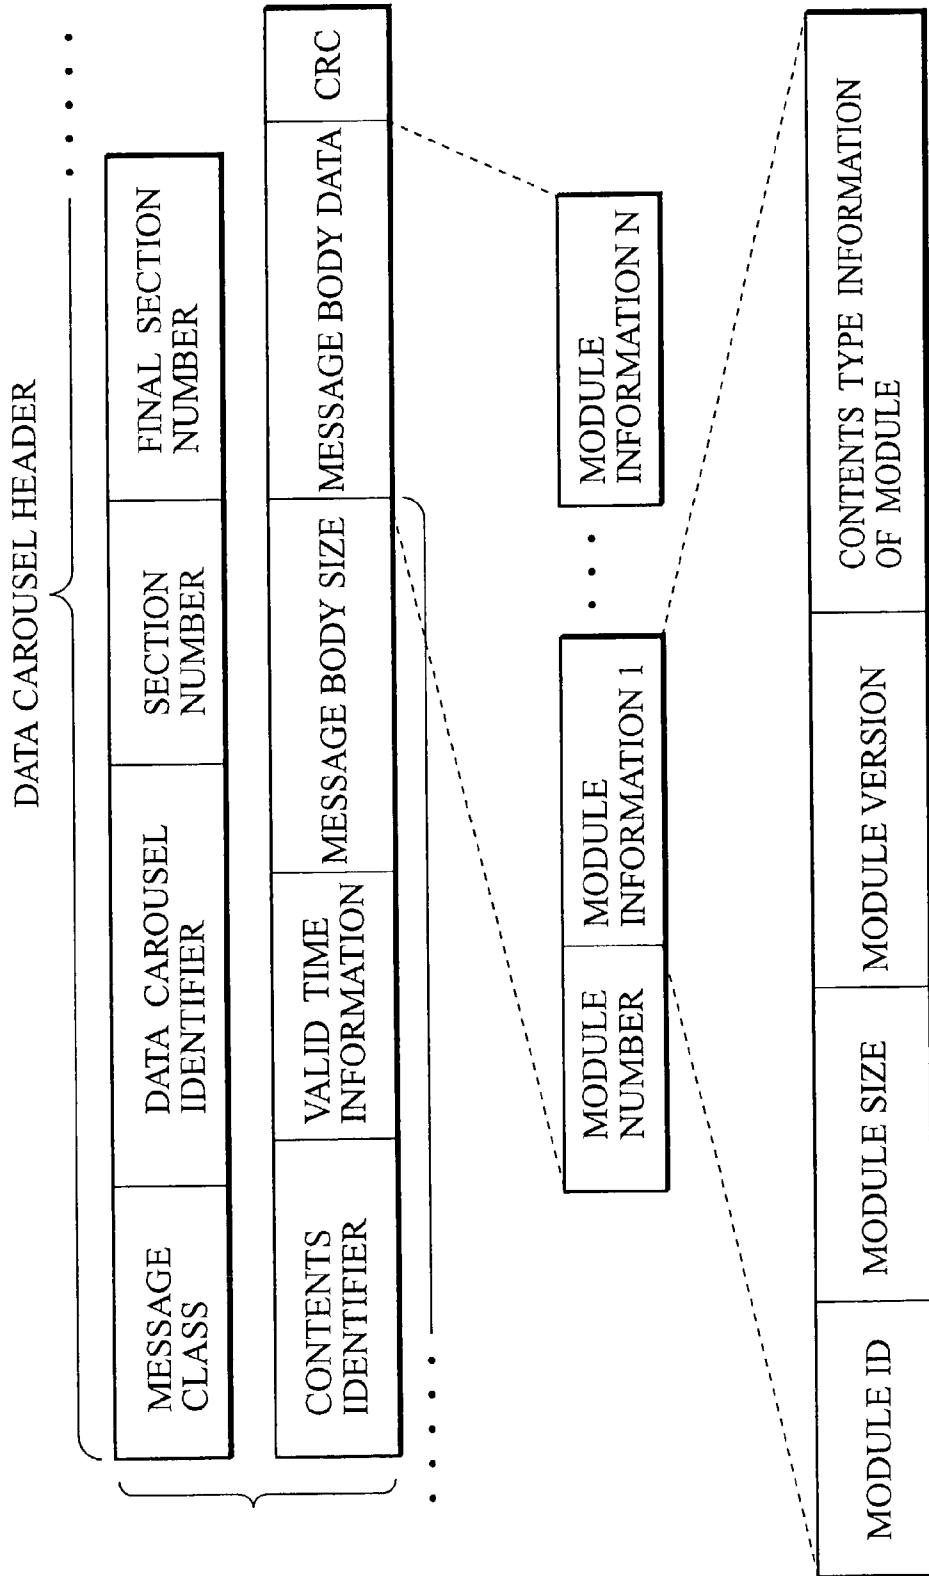 DATA CAROUSEL HEADER
MESSAGE
CLASS
DATA CAROUSEL
IDENTIFIER
SECTION
NUMBER
FINAL SECTION
NUMBER
CONTENTS
IDENTIFIER
VALID TIME
INFORMATION
MESSAGE BODY SIZE
MESSAGE BODY DATA
CRC
MODULE
NUMBER
MODULE
INFORMATION 1
MODULE
INFORMATION N
MODULE ID
MODULE SIZE
MODULE VERSION
CONTENTS TYPE INFORMATION
OF MODULE